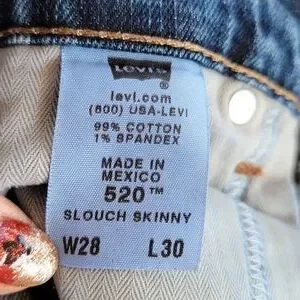 Levi's
®
levi.com
(800) USA-LEVI
99% COTTON
1% SPANDEX
MADE IN
MEXICO
520™
SLOUCH SKINNY
W28 L30